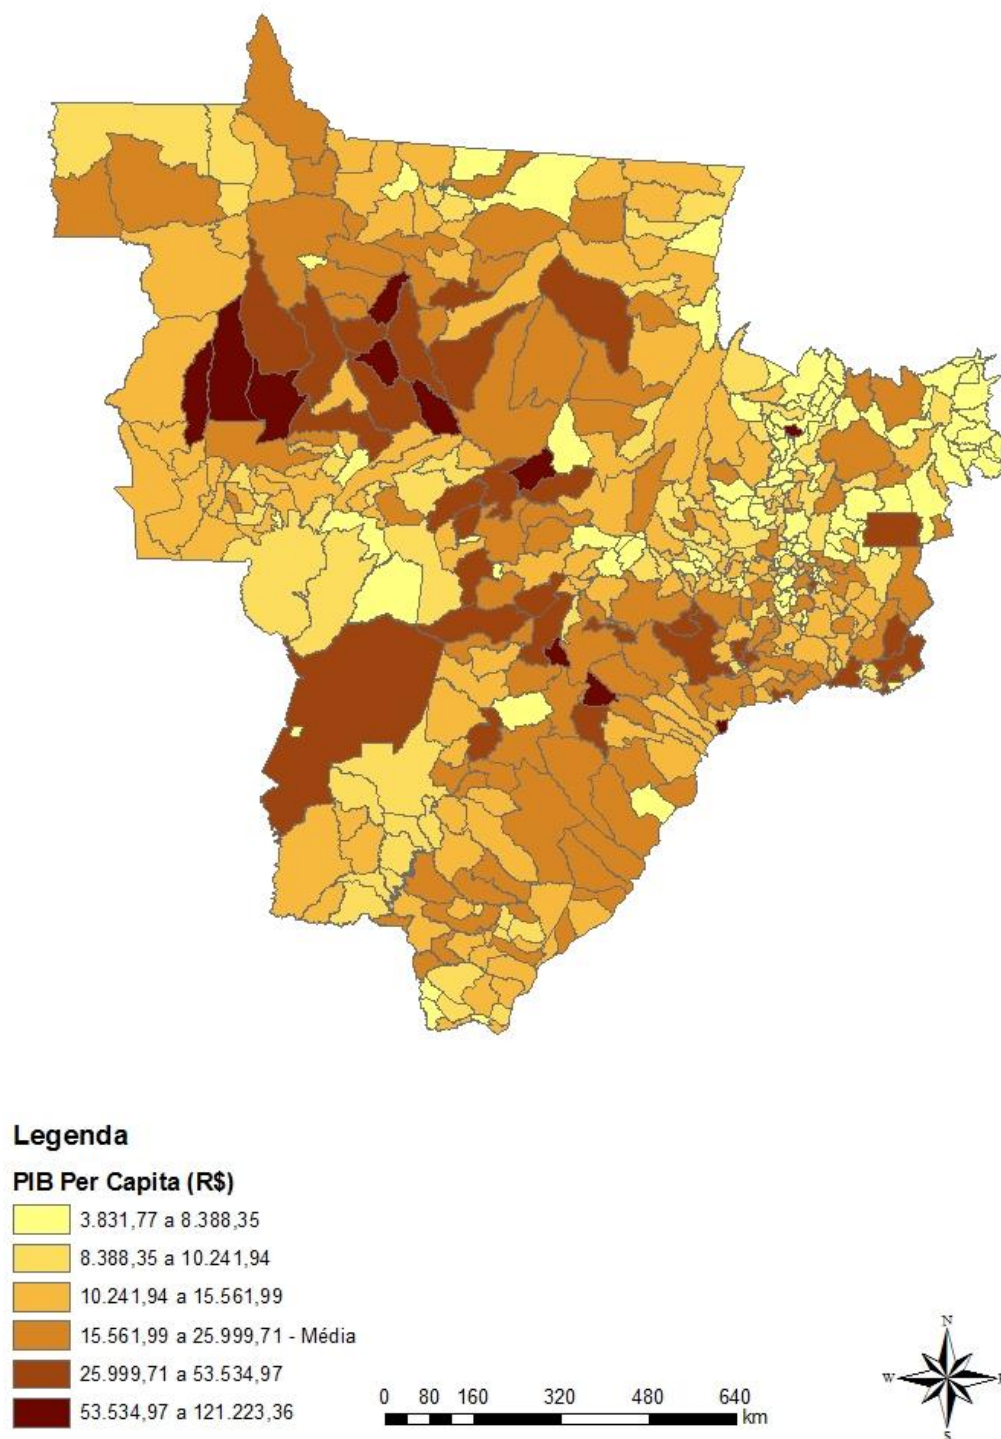 Legenda
PIB Per Capita (R$)
3.831,77 a 8.388,35
8.388,35 a 10.241,94
10.241,94 a 15.561,99
15.561,99 a 25.999,71 - Média
25.999,71 a 53.534,97
53.534,97 a 121.223,36
0 80 160 320 480 640
km
N
W
S